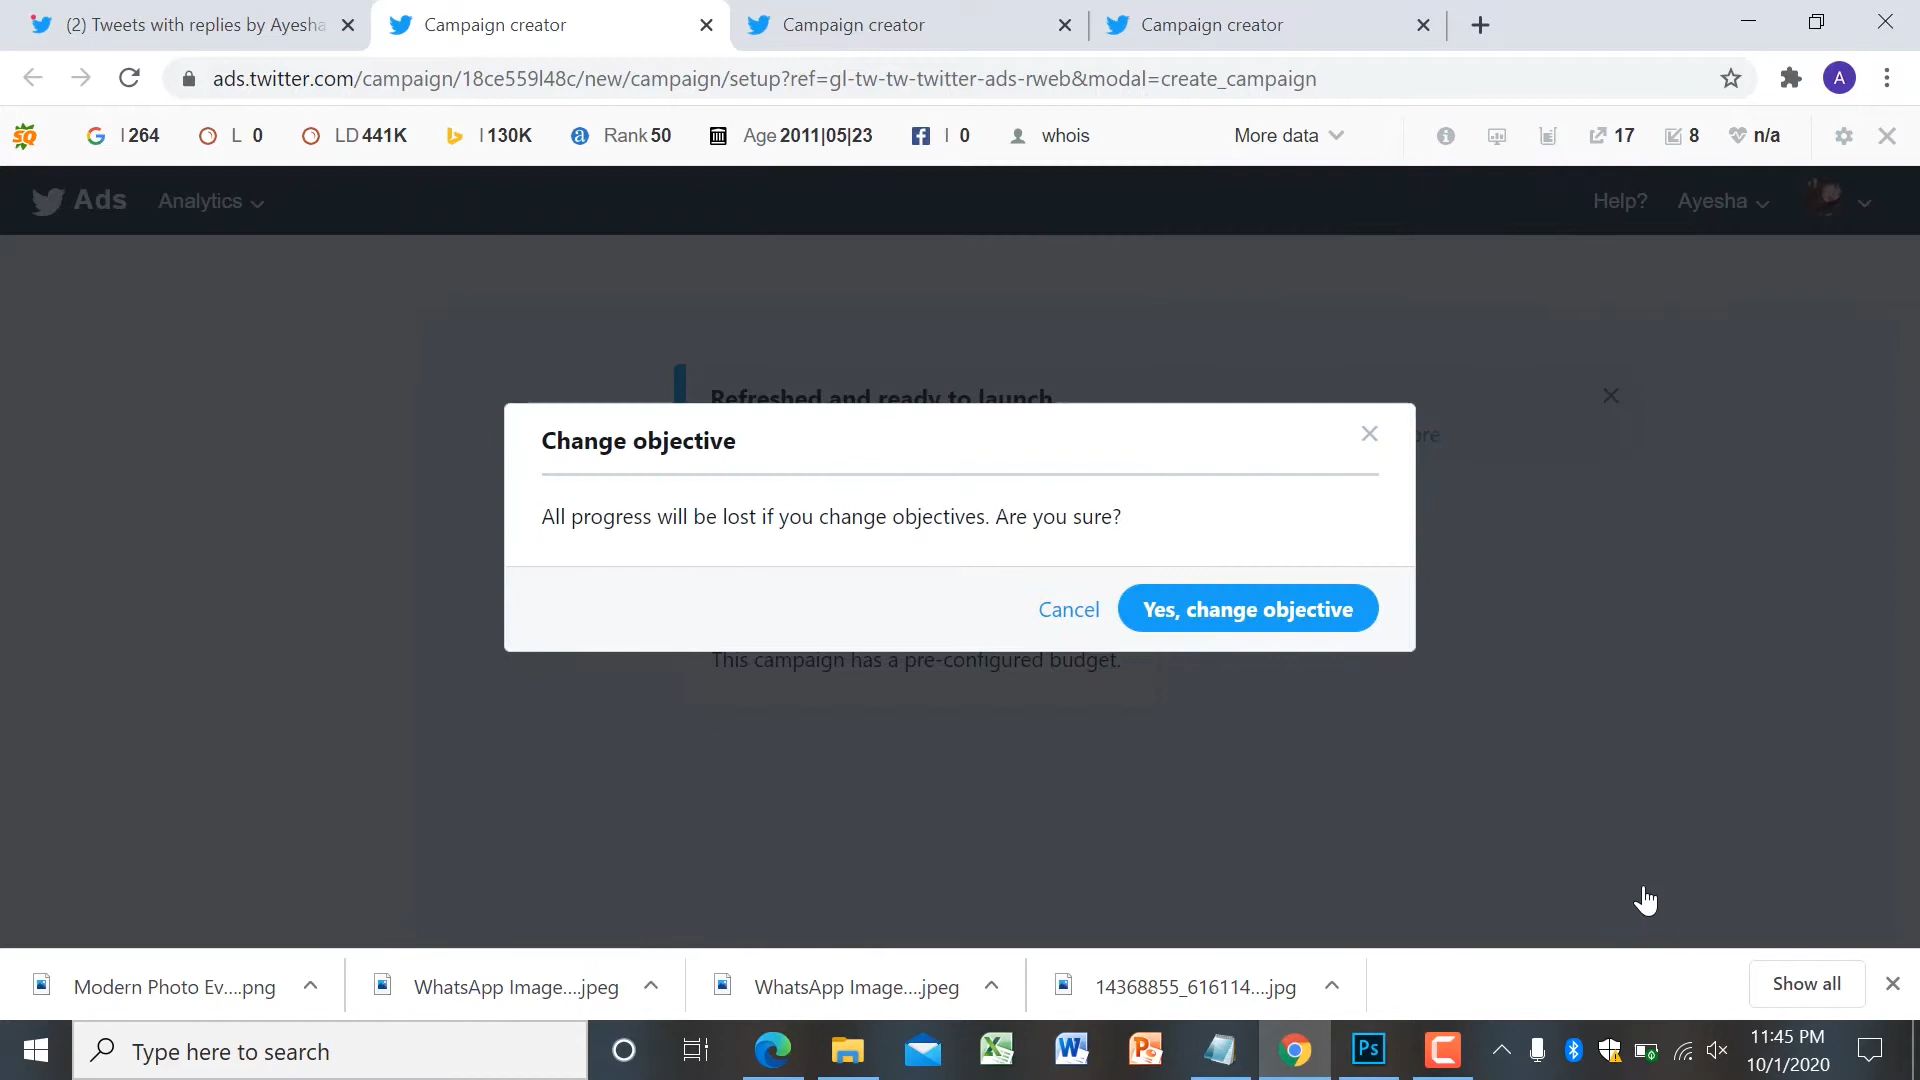 (2) Tweets with replies by Ayesha
Campaign creator
Campaign creator
Campaign creator
ads.twitter.com/campaign/18ce559l48c/new/campaign/setup?ref=gl-tw-tw-twitter-ads-rweb&modal=create_campaign
A
SQ
I 264
L 0
LD 441K
I 130K
Rank 50
Age 2011|05|23
I 0
whois
More data
17
8
n/a
Ads
Analytics
Help?
Ayesha
Refreshed and ready to launch
Change objective
All progress will be lost if you change objectives. Are you sure?
Cancel
Yes, change objective
This campaign has a pre-configured budget.
Modern Photo Ev....png
WhatsApp Image....jpeg
WhatsApp Image....jpeg
14368855_616114....jpg
Show all
Type here to search
Ps
11:45 PM
10/1/2020